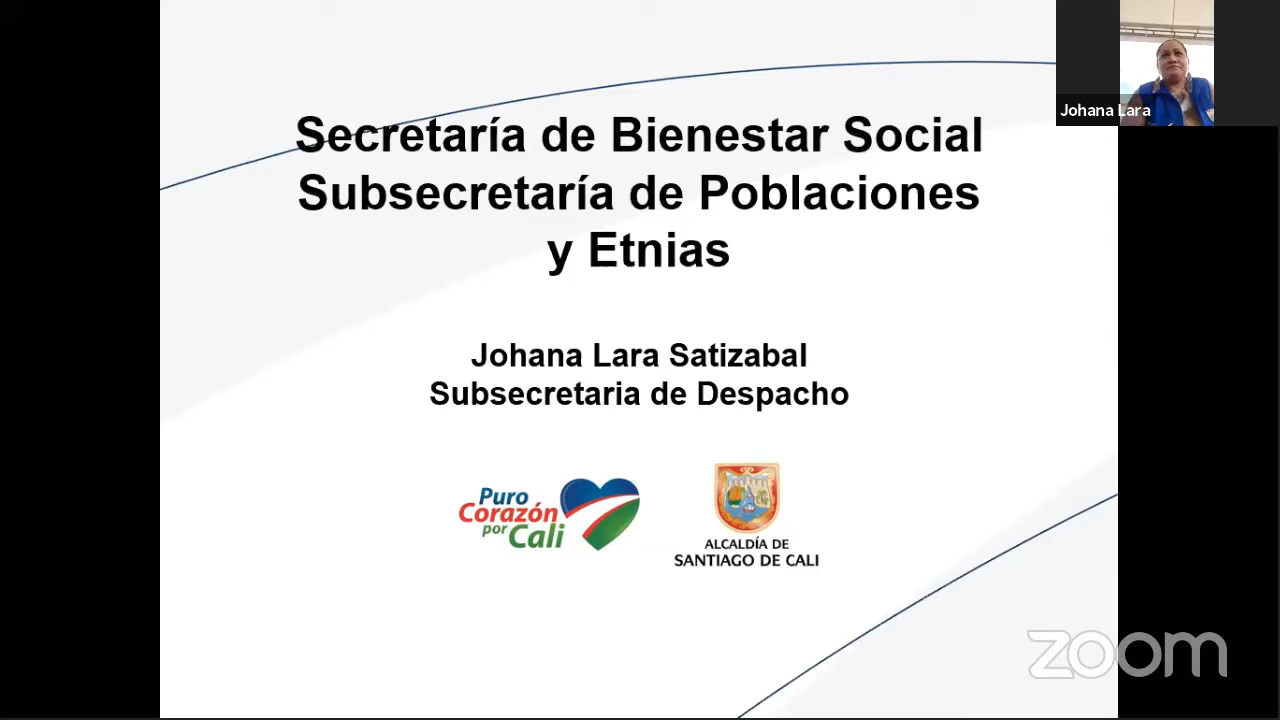 Secretaría de Bienestar Social
Subsecretaría de Poblaciones
y Etnias
Johana Lara Satizabal
Subsecretaria de Despacho
Puro
Corazón
por Cali
ALCALDÍA DE
SANTIAGO DE CALI
Johana Lara
zoom